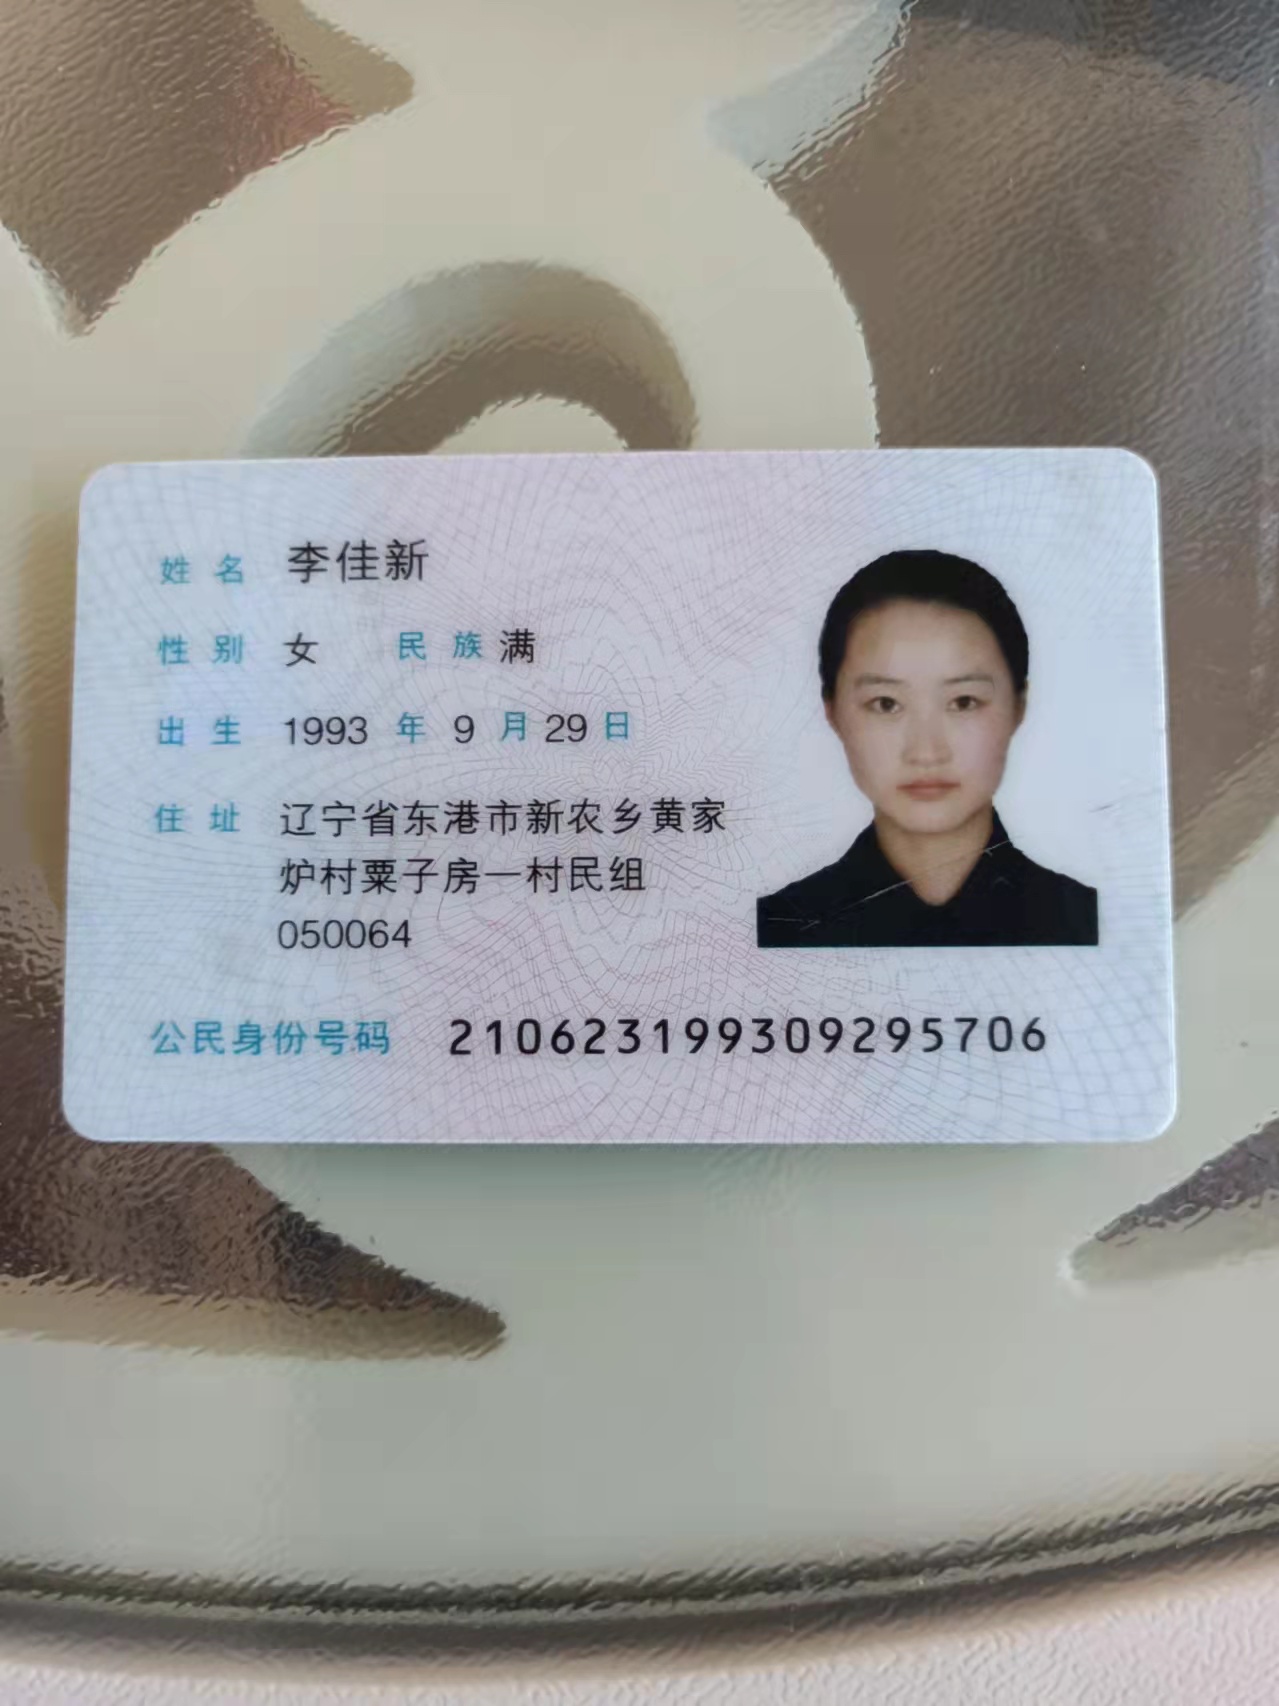 姓名 李佳新
性别 女 民族 满
出生 1993 年 9 月 29 日
住址 辽宁省东港市新农乡黄家
炉村粟子房一村民组
050064
公民身份号码 210623199309295706